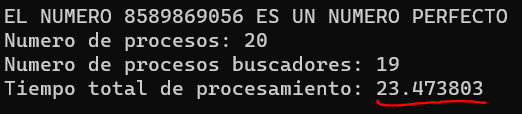 EL NUMERO 8589869056 ES UN NUMERO PERFECTO
Numero de procesos: 20
Numero de procesos buscadores: 19
Tiempo total de procesamiento: 23.473803